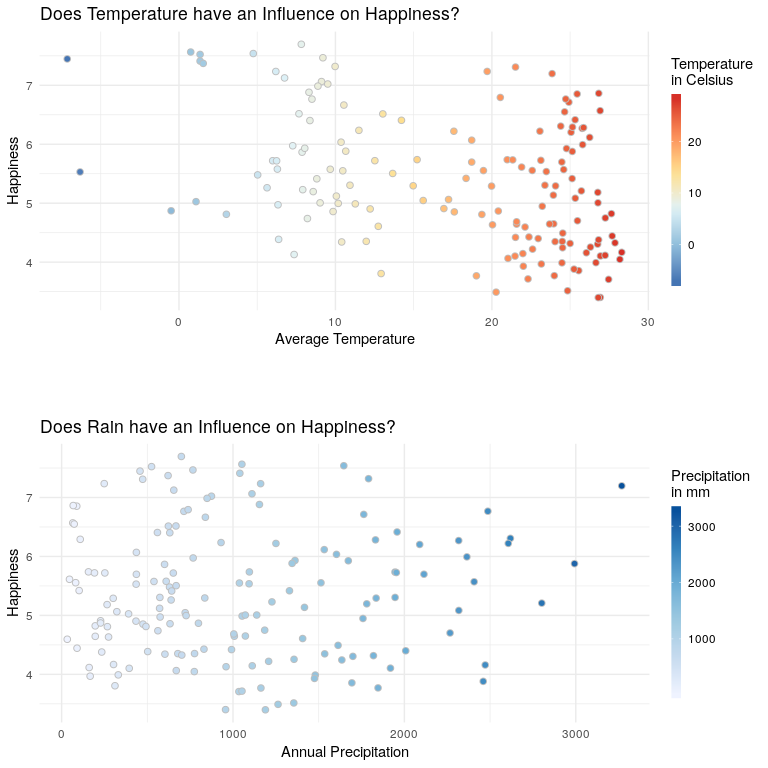 Does Temperature have an Influence on Happiness?
Happiness
7
6
5
4
0
10
20
30
Average Temperature
Temperature
in Celsius
20
10
0
Does Rain have an Influence on Happiness?
Happiness
7
6
5
4
0
1000
2000
3000
Annual Precipitation
Precipitation
in mm
3000
2000
1000